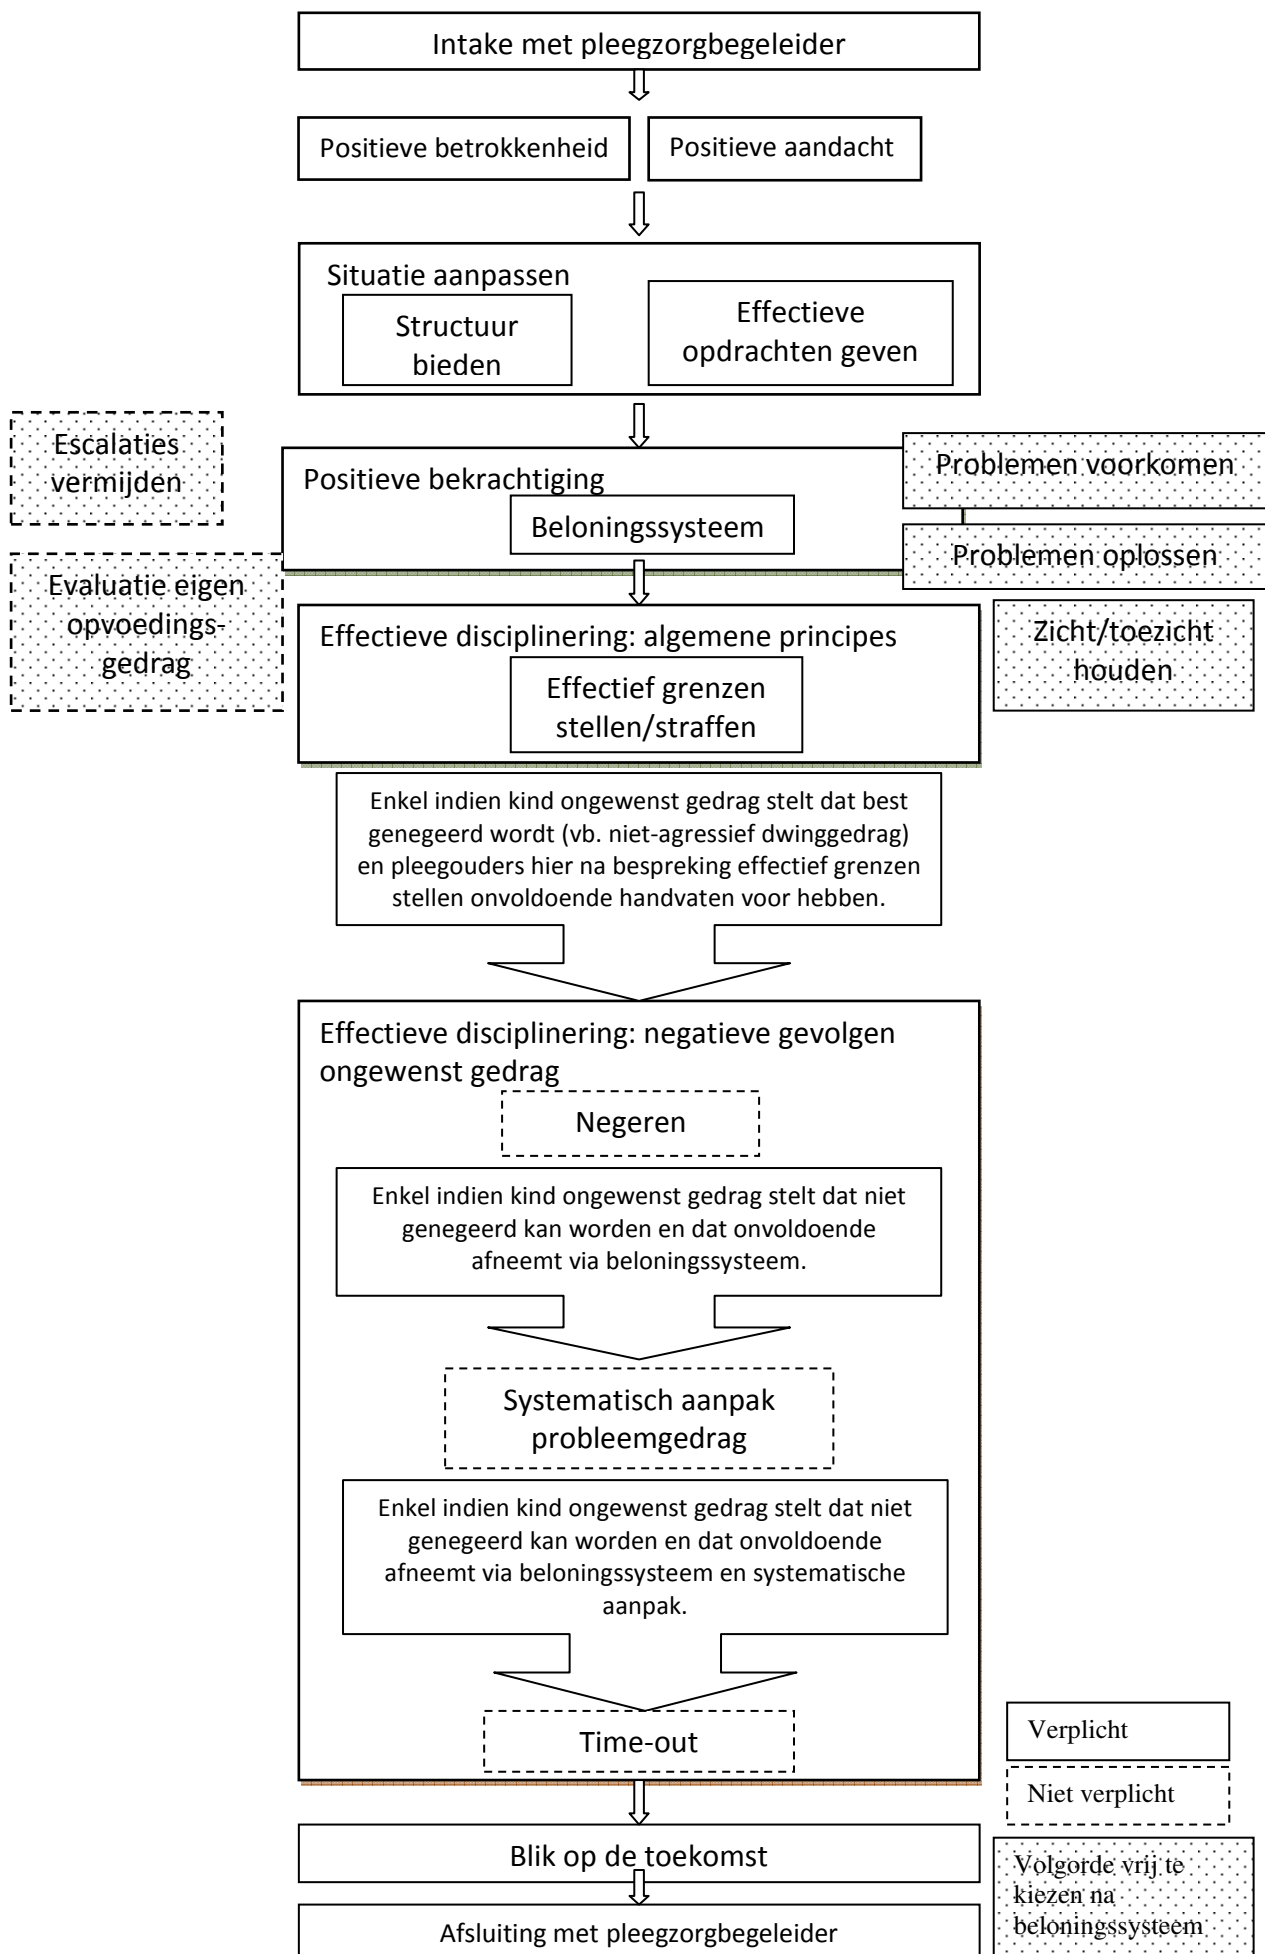 Intake met pleegzorgbegeleider
Positieve betrokkenheid
Positieve aandacht
Situatie aanpassen
Structuur
bieden
Effectieve
opdrachten geven
Escalaties
vermijden
Positieve bekrachtiging
Beloningssysteem
Problemen voorkomen
Problemen oplossen
Evaluatie eigen
opvoedings-
gedrag
Effectieve disciplinering: algemene principes
Effectief grenzen
stellen/straffen
Zicht/toezicht
houden
Enkel indien kind ongewenst gedrag stelt dat best
genegeerd wordt (vb. niet-agressief dwinggedrag)
en pleegouders hier na bespreking effectief grenzen
stellen onvoldoende handvaten voor hebben.
Effectieve disciplinering: negatieve gevolgen
ongewenst gedrag
Negeren
Enkel indien kind ongewenst gedrag stelt dat niet
genegeerd kan worden en dat onvoldoende
afneemt via beloningssysteem.
Systematisch aanpak
probleemgedrag
Enkel indien kind ongewenst gedrag stelt dat niet
genegeerd kan worden en dat onvoldoende
afneemt via beloningssysteem en systematische
aanpak.
Time-out
Verplicht
Niet verplicht
Volgorde vrij te
kiezen na
beloningssysteem
Blik op de toekomst
Afsluiting met pleegzorgbegeleider